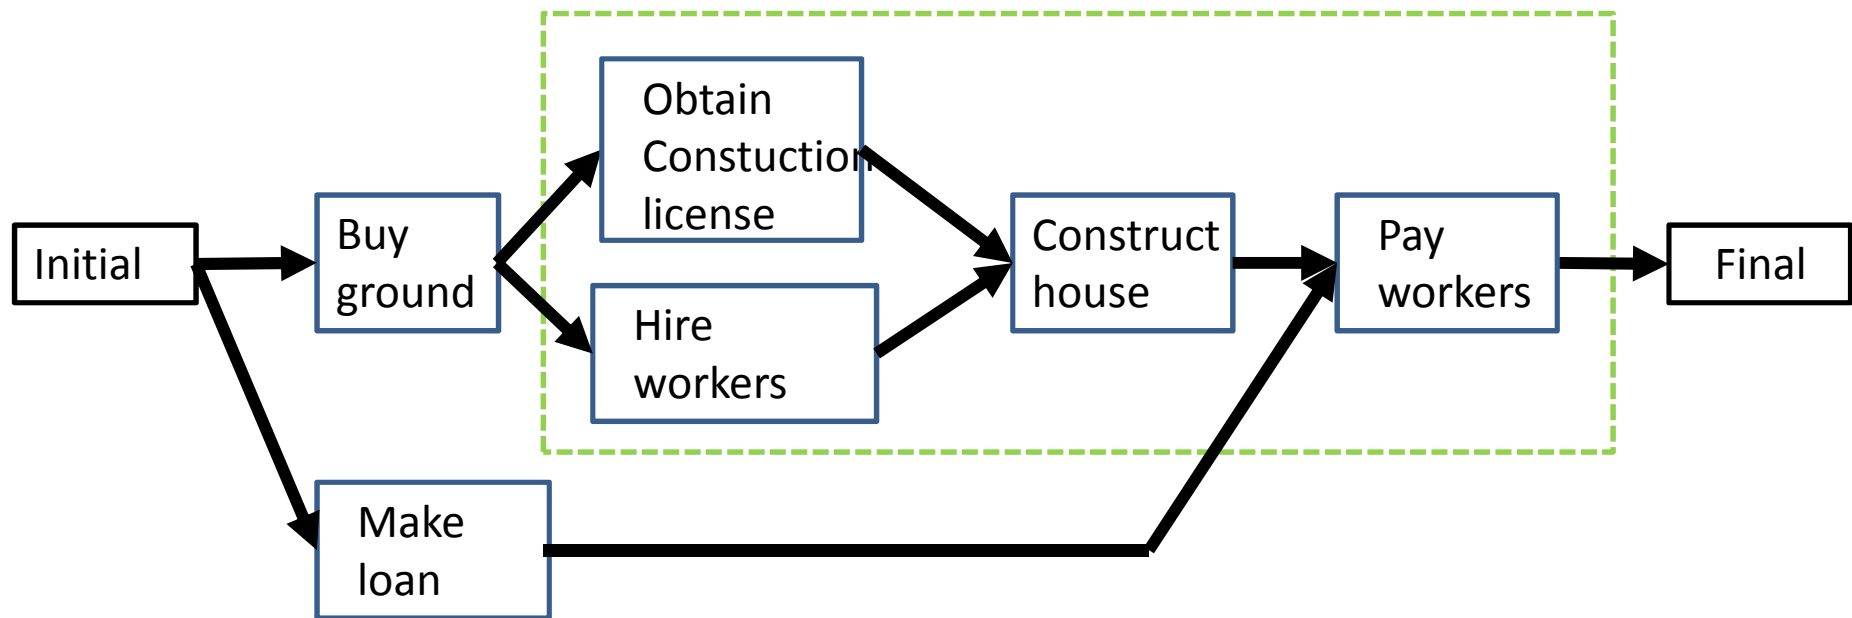 Initial
Buy
ground
Obtain
Constuction
license
Hire
workers
Construct
house
Pay
workers
Final
Make
loan